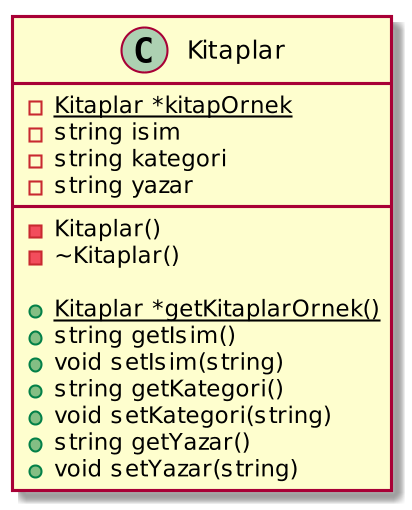 C Kitaplar
Kitaplar *kitapOrnek
string isim
string kategori
string yazar
Kitaplar()
~Kitaplar()
Kitaplar *getKitaplarOrnek()
string getIsim()
void setIsim(string)
string getKategori()
void setKategori(string)
string getYazar()
void setYazar(string)